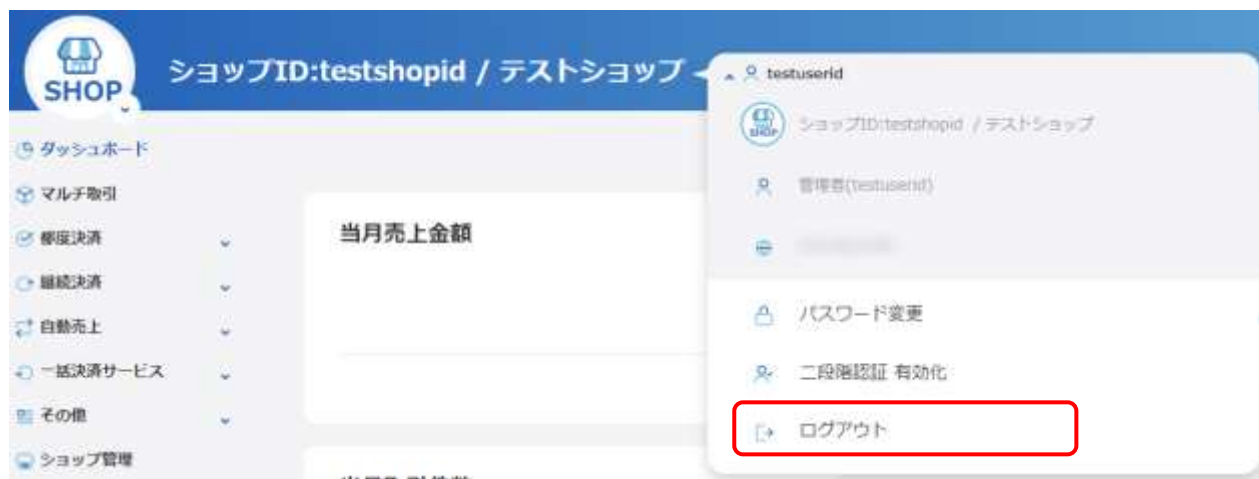 SHOP
ショップID:testshopid / テストショップ
testuserid
SHOP
ショップID:testshopid / テストショップ
管理者(testuserid)
パスワード変更
二段階認証 有効化
ログアウト
ダッシュボード
マルチ取引
都度決済
継続決済
自動売上
一括決済サービス
その他
ショップ管理
当月売上金額